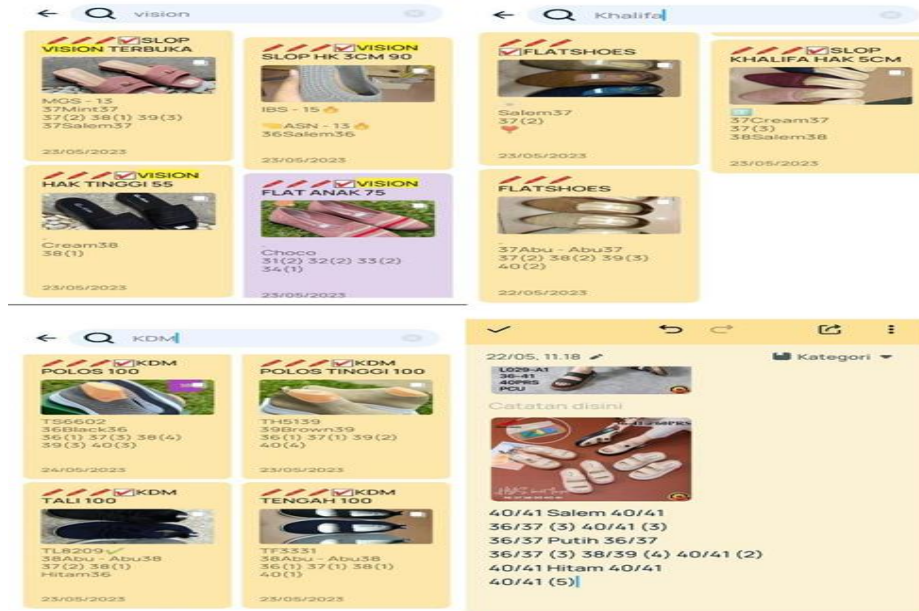 vision
SLOP
VISION TERBUKA
MGS - 13
37Mint37
37(2) 38(1) 39(3)
37Salem37
23/05/2023
VISION
SLOP HK 3CM 90
IBS - 15
ASN - 13
36Salem36
23/05/2023
VISION
HAK TINGGI 55
Cream38
38(1)
23/05/2023
VISION
FLAT ANAK 75
Choco
31(2) 32(2) 33(2)
34(1)
23/05/2023
Khalifa
FLATSHOES
Salem37
37(2)
23/05/2023
SLOP
KHALIFA HAK 5CM
37Cream37
37(3)
38Salem38
23/05/2023
FLATSHOES
37Abu - Abu37
37(2) 38(2) 39(3)
40(2)
22/05/2023
KDM
KDM
POLOS 100
TS6602
36Black36
36(1) 37(3) 38(4)
39(3) 40(3)
24/05/2023
KDM
POLOS TINGGI 100
TH5139
39Brown39
36(1) 37(1) 39(2)
40(4)
23/05/2023
KDM
TALI 100
TL8209
38Abu - Abu38
37(2) 38(1)
Hitam36
23/05/2023
KDM
TENGAH 100
TF3331
38Abu - Abu38
36(1) 37(1) 38(1)
40(1)
23/05/2023
22/05, 11.18
Kategori
L029-A1
36-41
40PRS
PCU
Catatan disini
40/41 Salem 40/41
36/37 (3) 40/41 (3)
36/37 Putih 36/37
36/37 (3) 38/39 (4) 40/41 (2)
40/41 Hitam 40/41
40/41 (5)